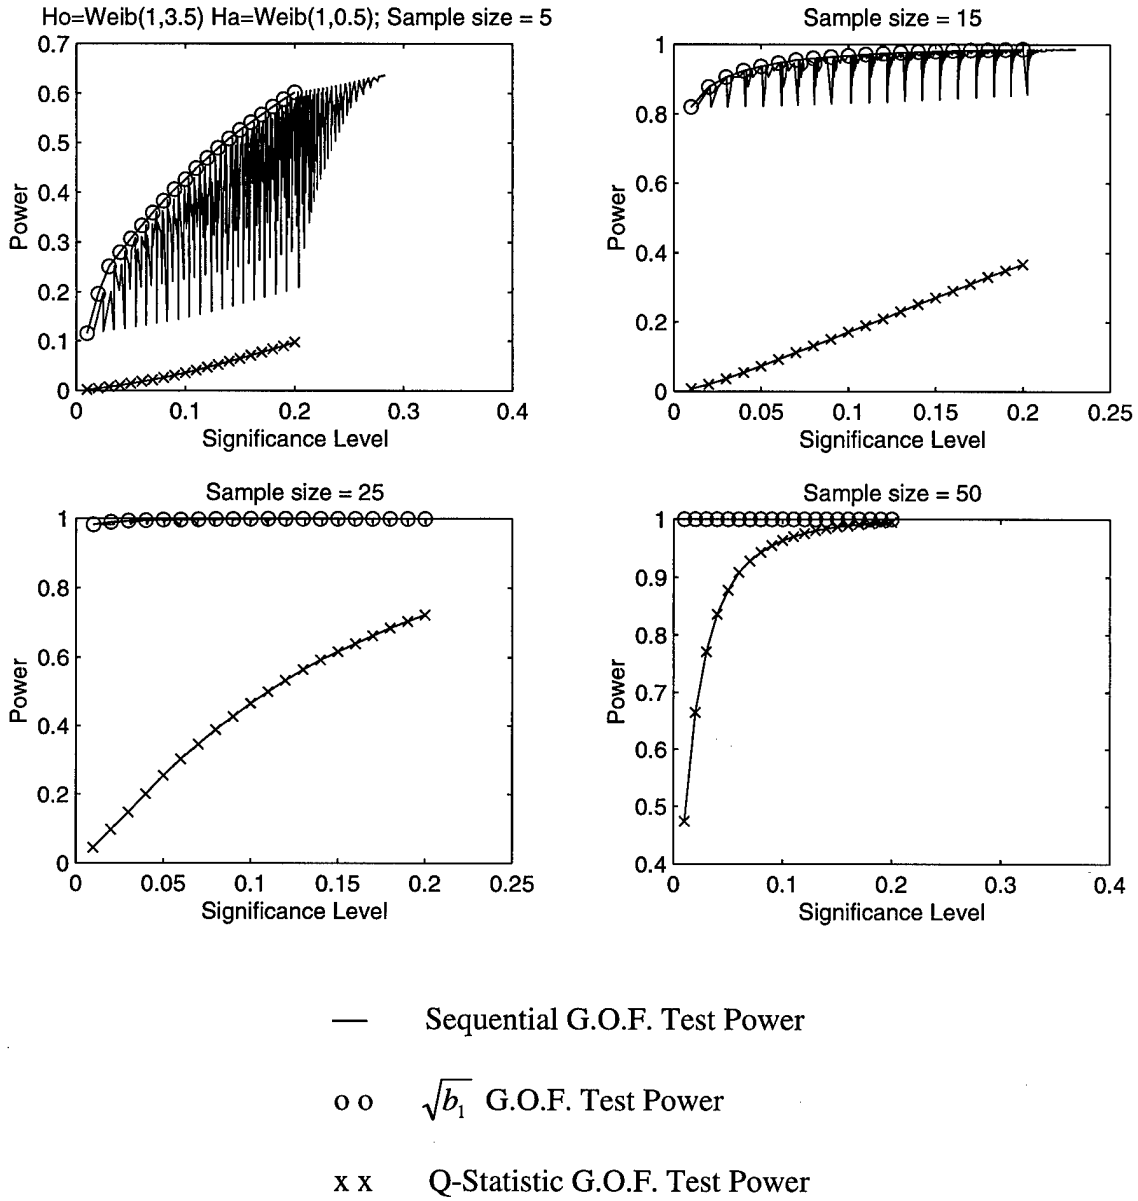 Ho=Weib(1,3.5) Ha=Weib(1,0.5); Sample size = 5
0.7
0.6
0.5
0.4
0.3
0.2
0.1
0
Power
0 0.1 0.2 0.3 0.4
Significance Level
Sample size = 15
1
0.8
0.6
0.4
0.2
0
Power
0 0.05 0.1 0.15 0.2 0.25
Significance Level
Sample size = 25
1
0.8
0.6
0.4
0.2
0
Power
0 0.05 0.1 0.15 0.2 0.25
Significance Level
Sample size = 50
1
0.9
0.8
0.7
0.6
0.5
0.4
Power
0 0.1 0.2 0.3 0.4
Significance Level
— Sequential G.O.F. Test Power
o o √b₁ G.O.F. Test Power
x x Q-Statistic G.O.F. Test Power